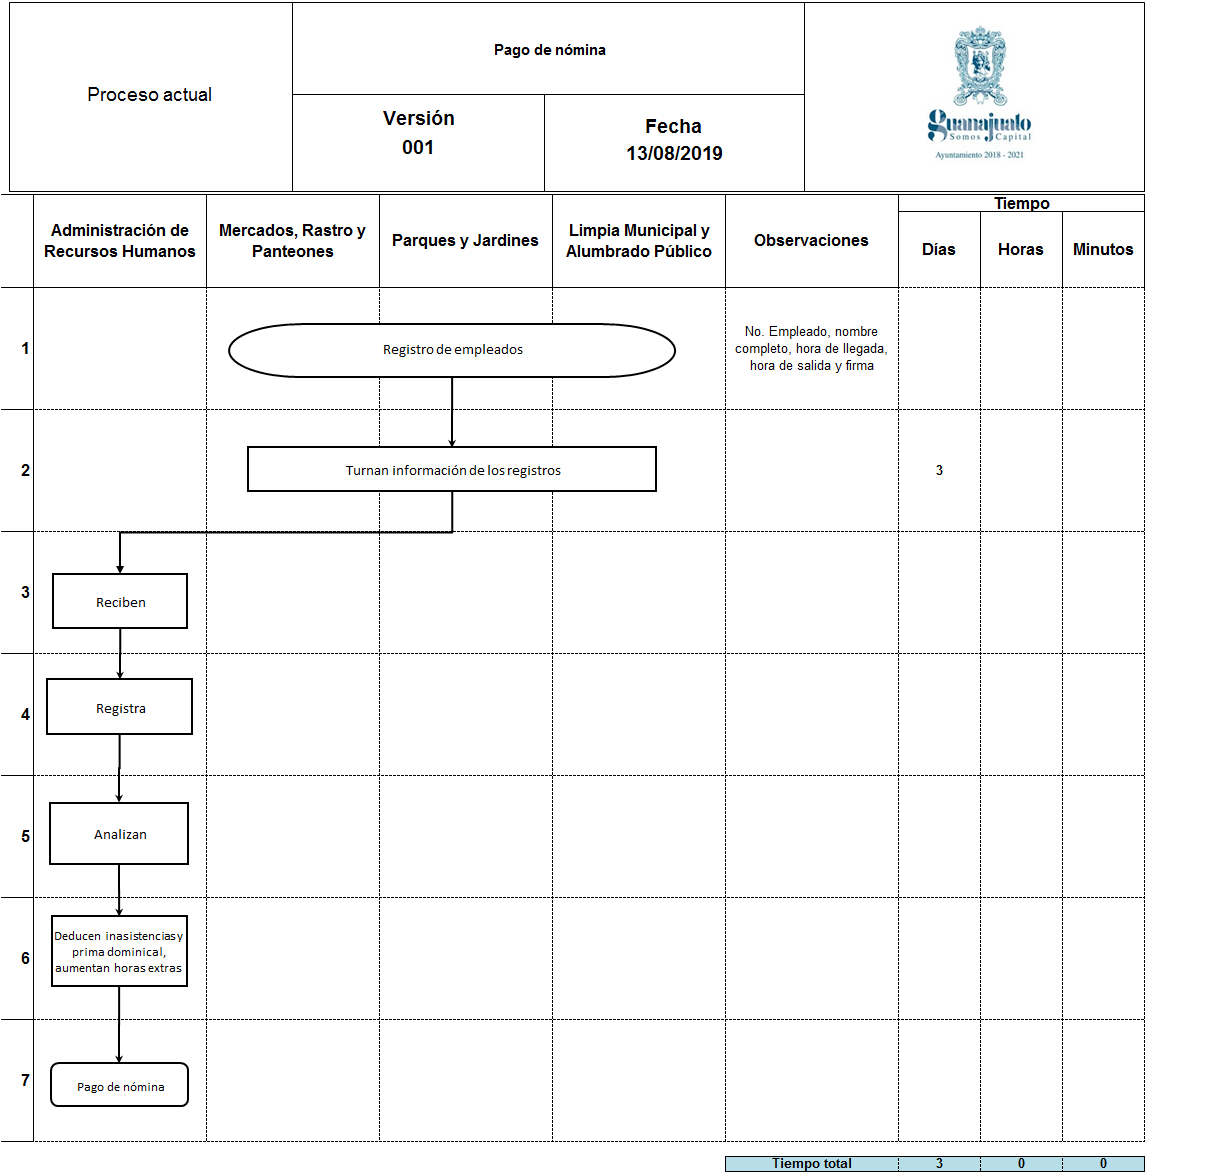 Proceso actual
Pago de nómina
Versión
001
Fecha
13/08/2019
guanajuato
Somos Capital
Ayuntamiento 2018 - 2021
Administración de
Recursos Humanos
Mercados, Rastro y
Panteones
Parques y Jardines
Limpia Municipal y
Alumbrado Público
Observaciones
Tiempo
Días
Horas
Minutos
1
Registro de empleados
No. Empleado, nombre
completo, hora de llegada,
hora de salida y firma
2
Turnan información de los registros
3
3
Reciben
4
Registra
5
Analizan
6
Deducen inasistencias y
prima dominical,
aumentan horas extras
7
Pago de nómina
Tiempo total
3
0
0